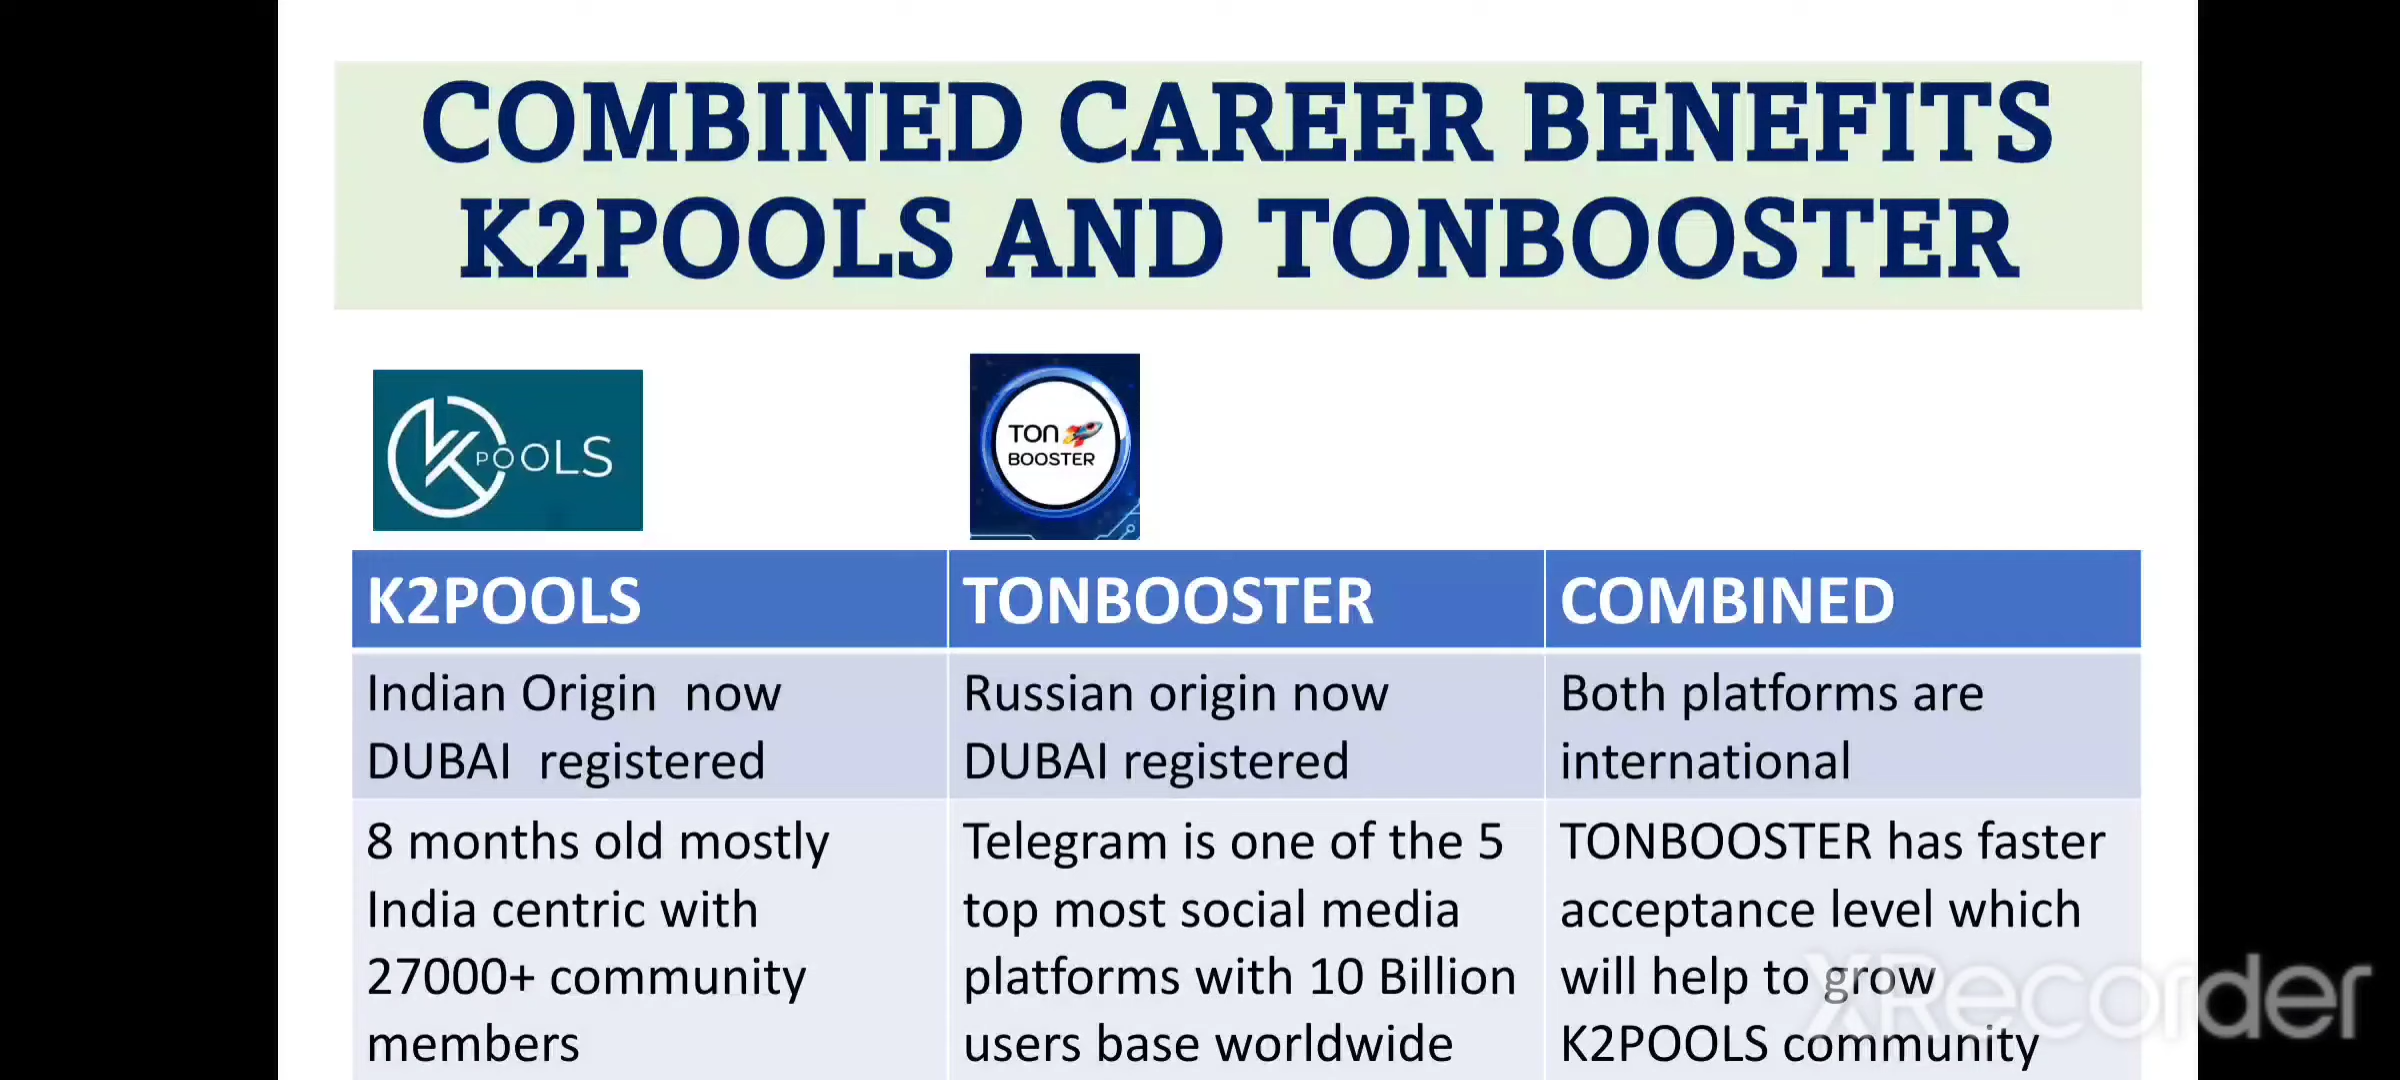 COMBINED CAREER BENEFITS
K2POOLS AND TONBOOSTER
K POOLS
TON
BOOSTER
K2POOLS
TONBOOSTER
COMBINED
Indian Origin now
DUBAI registered
Russian origin now
DUBAI registered
Both platforms are
international
8 months old mostly
India centric with
27000+ community
members
Telegram is one of the 5
top most social media
platforms with 10 Billion
users base worldwide
TONBOOSTER has faster
acceptance level which
will help to grow
K2POOLS community
XRecorder